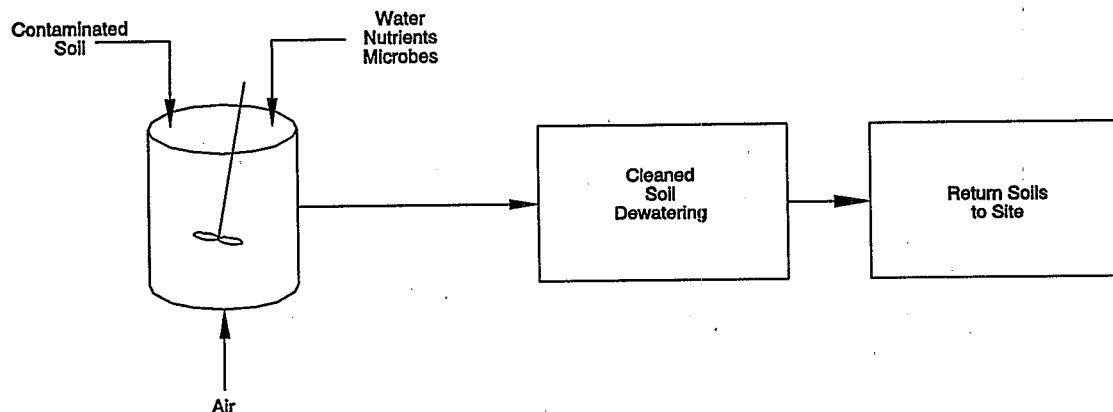 Contaminated
Soil
Water
Nutrients
Microbes
Cleaned
Soil
Dewatering
Return Soils
to Site
Air